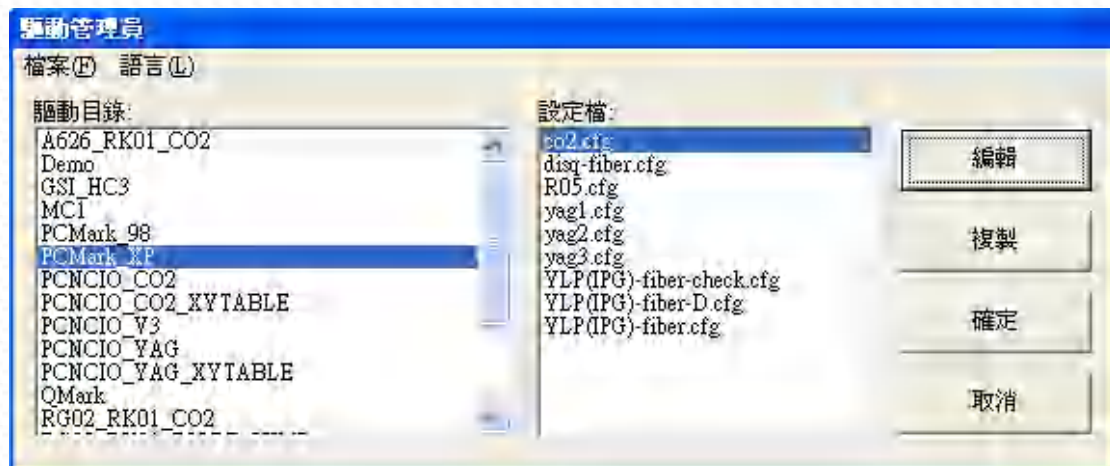 驅動管理員
檔案(F) 語言(L)
驅動目錄:
A626_RK01_CO2
Demo
GSI_HC3
MC1
PCMark_98
PCMark_XP
PCNCIO_CO2
PCNCIO_CO2_XYTABLE
PCNCIO_V3
PCNCIO_YAG
PCNCIO_YAG_XYTABLE
QMark
RG02_RK01_CO2
設定檔:
co2.cfg
disq-fiber.cfg
R05.cfg
yag1.cfg
yag2.cfg
yag3.cfg
YLP(IPG)-fiber-check.cfg
YLP(IPG)-fiber-D.cfg
YLP(IPG)-fiber.cfg
編輯
複製
確定
取消